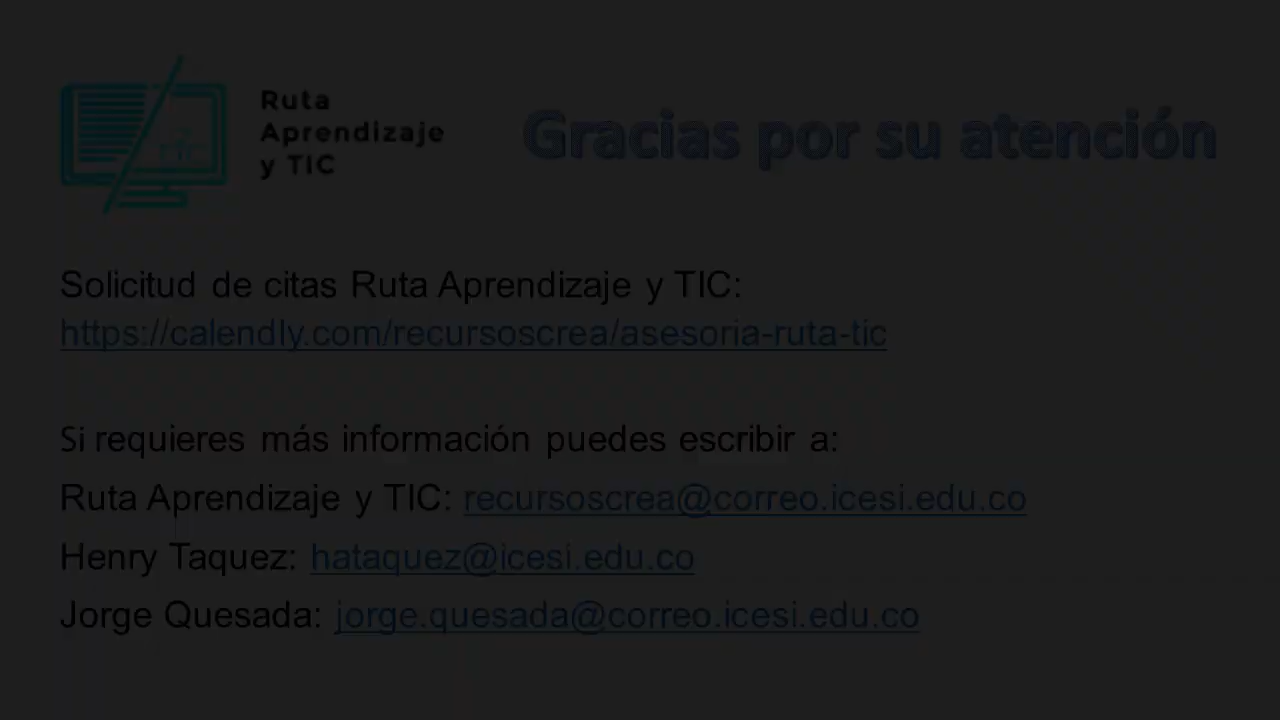 Ruta
Aprendizaje
y TIC
Gracias por su atención
Solicitud de citas Ruta Aprendizaje y TIC:
https://calendly.com/recursoscrea/asesoria-ruta-tic
Si requieres más información puedes escribir a:
Ruta Aprendizaje y TIC: recursoscrea@correo.icesi.edu.co
Henry Taquez: hataquez@icesi.edu.co
Jorge Quesada: jorge.quesada@correo.icesi.edu.co